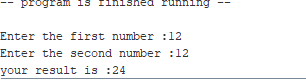 -- program is finished running --
Enter the first number :12
Enter the second number :12
your result is :24